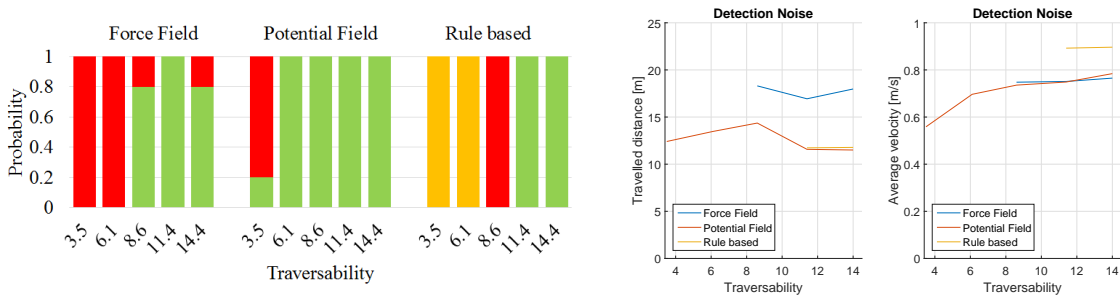 Force Field Potential Field Rule based
Probability
1
0.8
0.6
0.4
0.2
0
3.5 6.1 8.6 11.4 14.4 3.5 6.1 8.6 11.4 14.4 3.5 6.1 8.6 11.4 14.4
Traversability
Detection Noise
Travelled distance [m]
25
20
15
10
5
0
Force Field
Potential Field
Rule based
4 6 8 10 12 14
Traversability
Detection Noise
Average velocity [m/s]
1
0.8
0.6
0.4
0.2
0
Force Field
Potential Field
Rule based
4 6 8 10 12 14
Traversability